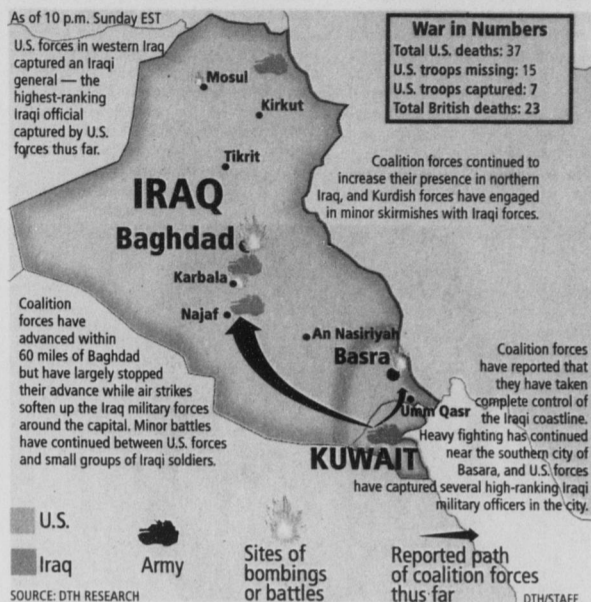 As of 10 p.m. Sunday EST
U.S. forces in western Iraq
captured an Iraqi
general — the
highest-ranking
Iraqi official
captured by U.S.
forces thus far.
War in Numbers
Total U.S. deaths: 37
U.S. troops missing: 15
U.S. troops captured: 7
Total British deaths: 23
Mosul
Kirkut
Tikrit
Coalition forces continued to
increase their presence in northern
Iraq, and Kurdish forces have engaged
in minor skirmishes with Iraqi forces.
IRAQ
Baghdad
Karbala
Najaf
An Nasiriyah
Basra
Umm Qasr
KUWAIT
Coalition
forces have
advanced within
60 miles of Baghdad
but have largely stopped
their advance while air strikes
soften up the Iraq military forces
around the capital. Minor battles
have continued between U.S. forces
and small groups of Iraqi soldiers.
Coalition forces
have reported that
they have taken
complete control of
the Iraqi coastline.
Heavy fighting has continued
near the southern city of
Basara, and U.S. forces
have captured several high-ranking Iraqi
military officers in the city.
U.S.
Iraq
Army
Sites of
bombings
or battles
Reported path
of coalition forces
thus far
SOURCE: DTH RESEARCH
DTH/STAFF